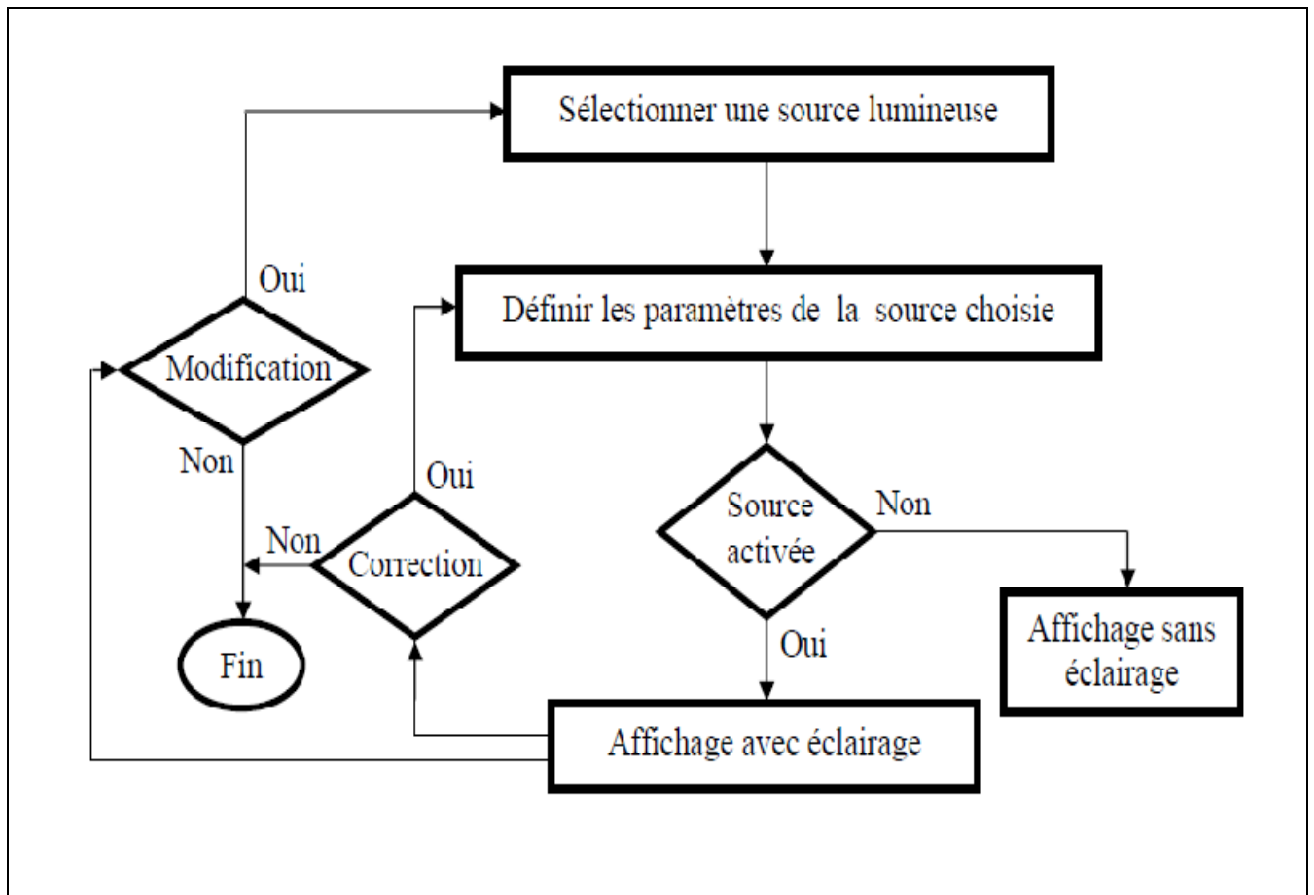 Sélectionner une source lumineuse
Oui
Définir les paramètres de la source choisie
Modification
Non
Oui
Source
activée
Non
Non
Correction
Oui
Affichage sans
éclairage
Fin
Affichage avec éclairage